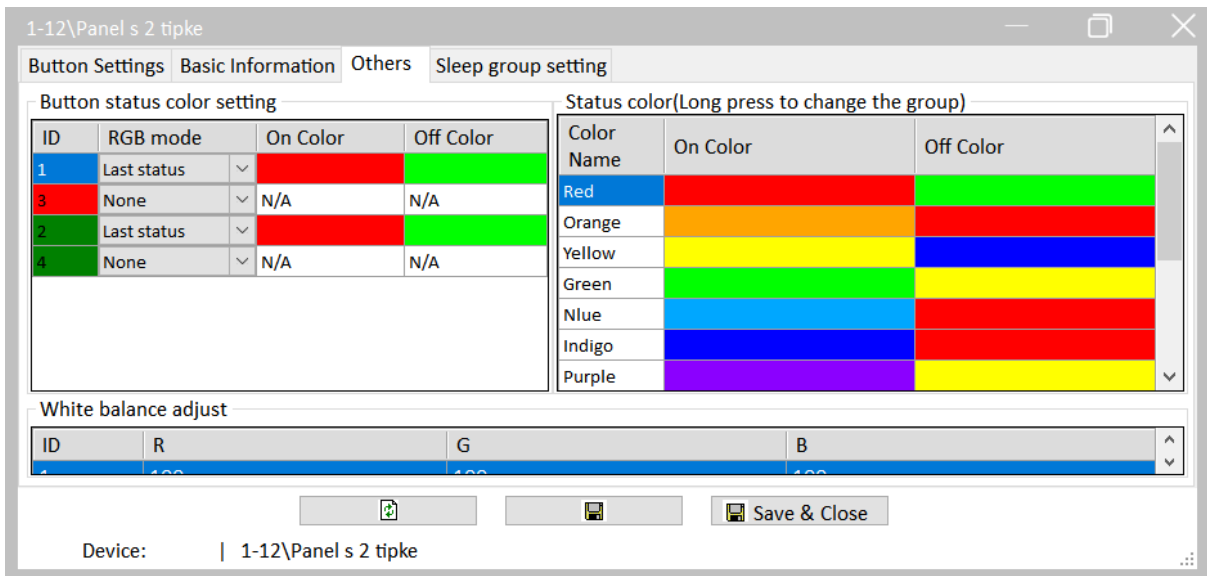 1-12\Panel s 2 tipke
Button Settings Basic Information Others Sleep group setting
Button status color setting
ID RGB mode On Color Off Color
1 Last status
3 None N/A N/A
2 Last status
4 None N/A N/A
Status color(Long press to change the group)
Color Name On Color Off Color
Red
Orange
Yellow
Green
Nlue
Indigo
Purple
White balance adjust
ID R G B
Save & Close
Device: | 1-12\Panel s 2 tipke